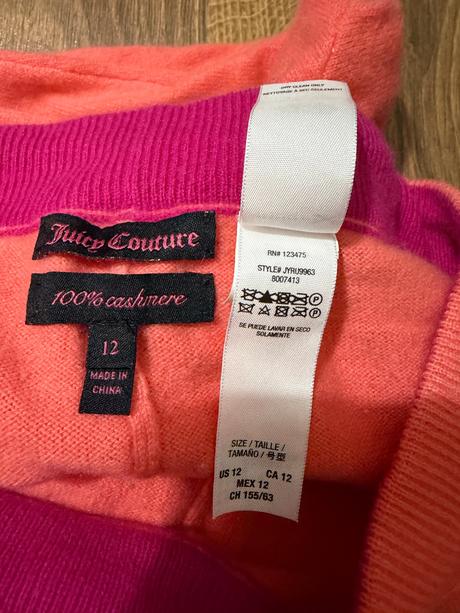 DRY CLEAN ONLY
NETTOYAGE À SEC SEULEMENT
Juicy Couture
100% cashmere
12
MADE IN
CHINA
RN# 123475
STYLE# JYRU9963
8007413
SE PUEDE LAVAR EN SECO
SOLAMENTE
SIZE / TAILLE /
TAMAÑO / 号型
US 12 CA 12
MEX 12
CH 155/63